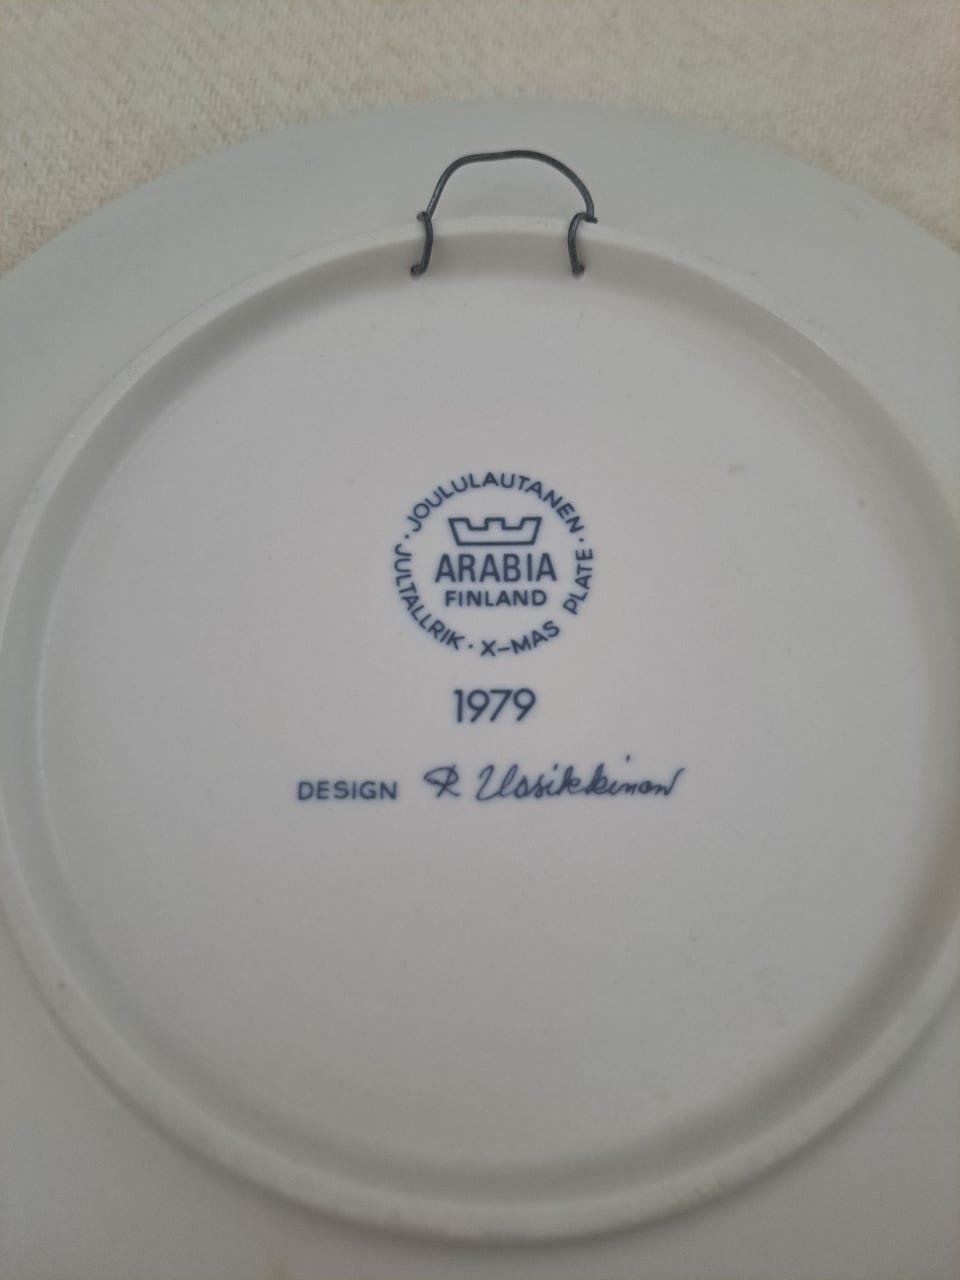 JOULULAUTANEN · X-MAS PLATE · JULTALLRIK ·
ARABIA
FINLAND
1979
DESIGN R Uosikkinen